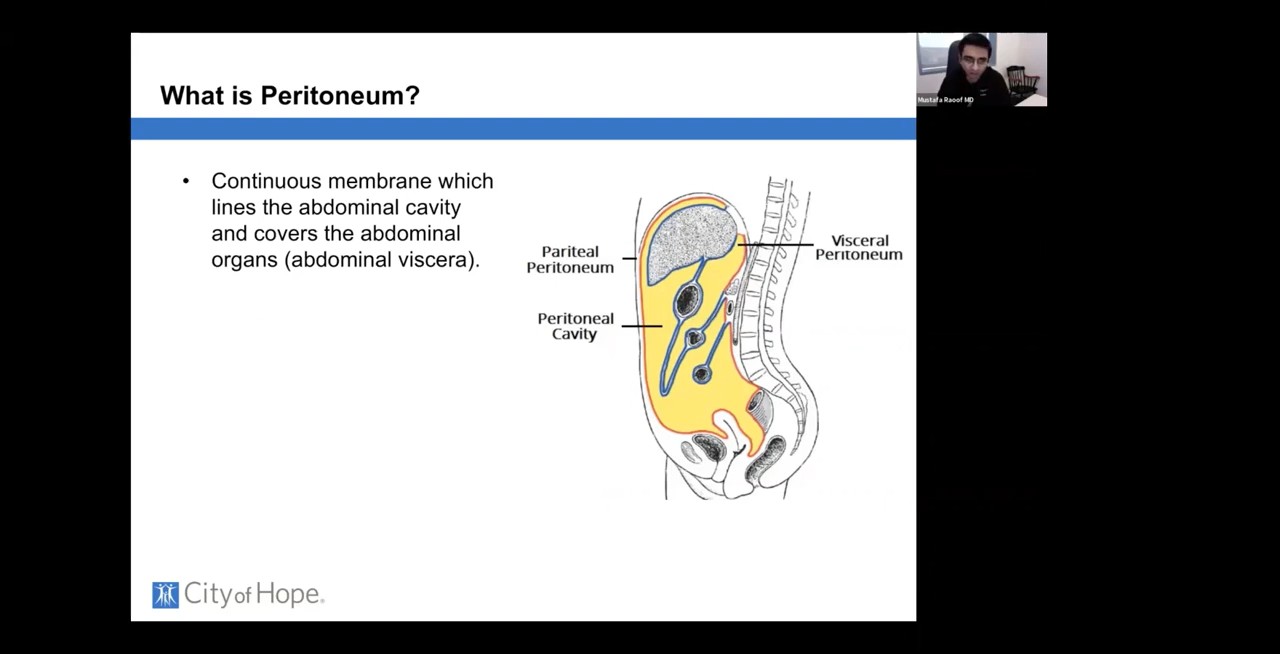 What is Peritoneum?
• Continuous membrane which
lines the abdominal cavity
and covers the abdominal
organs (abdominal viscera).
Pariteal
Peritoneum
Visceral
Peritoneum
Peritoneal
Cavity
City of Hope®
Mustafa Raoof MD